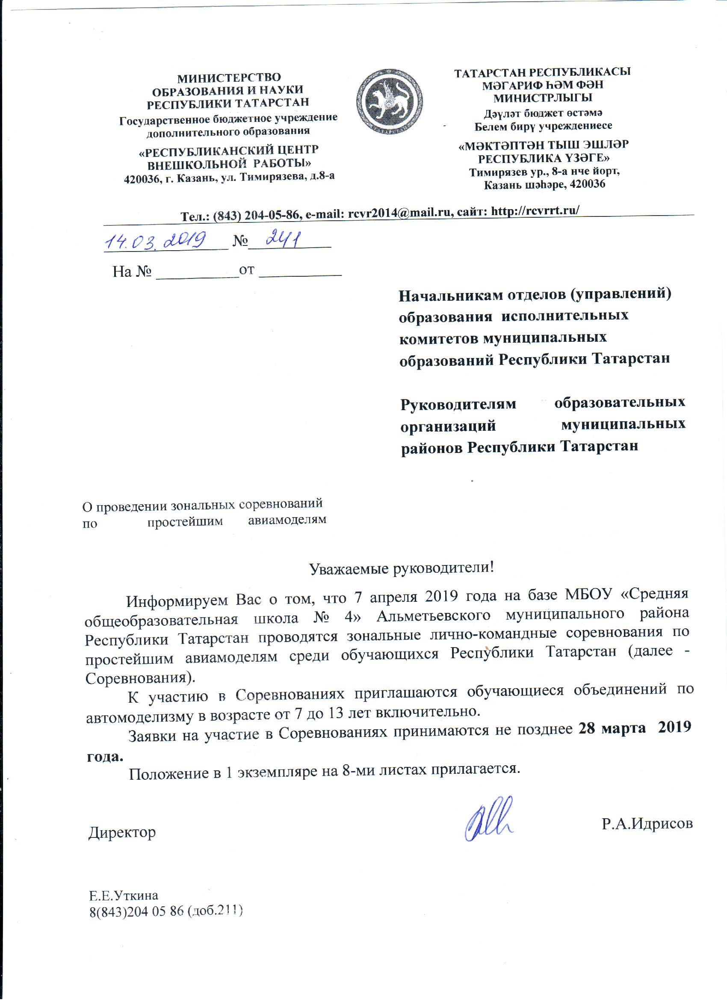 МИНИСТЕРСТВО
ОБРАЗОВАНИЯ И НАУКИ
РЕСПУБЛИКИ ТАТАРСТАН
Государственное бюджетное учреждение
дополнительного образования
«РЕСПУБЛИКАНСКИЙ ЦЕНТР
ВНЕШКОЛЬНОЙ РАБОТЫ»
420036, г. Казань, ул. Тимирязева, д.8-а
ТАТАРСТАН РЕСПУБЛИКАСЫ
МӘГАРИФ ҺӘМ ФӘН
МИНИСТРЛЫГЫ
Дәүләт бюджет өстәмә
Белем бирү учреждениесе
«МӘКТӘПТӘН ТЫШ ЭШЛӘР
РЕСПУБЛИКА ҮЗӘГЕ»
Тимирязев ур., 8-а нче йорт,
Казань шәһәре, 420036
Тел.: (843) 204-05-86, e-mail: rcvr2014@mail.ru, сайт: http://rcvrrt.ru/
14.03.2019 № 241
На № ___________от ___________
Начальникам отделов (управлений)
образования исполнительных
комитетов муниципальных
образований Республики Татарстан
Руководителям образовательных
организаций муниципальных
районов Республики Татарстан
О проведении зональных соревнований
по простейшим авиамоделям
Уважаемые руководители!
Информируем Вас о том, что 7 апреля 2019 года на базе МБОУ «Средняя
общеобразовательная школа № 4» Альметьевского муниципального района
Республики Татарстан проводятся зональные лично-командные соревнования по
простейшим авиамоделям среди обучающихся Республики Татарстан (далее -
Соревнования).
К участию в Соревнованиях приглашаются обучающиеся объединений по
автомоделизму в возрасте от 7 до 13 лет включительно.
Заявки на участие в Соревнованиях принимаются не позднее 28 марта 2019
года.
Положение в 1 экземпляре на 8-ми листах прилагается.
Директор Р.А.Идрисов
Е.Е.Уткина
8(843)204 05 86 (доб.211)